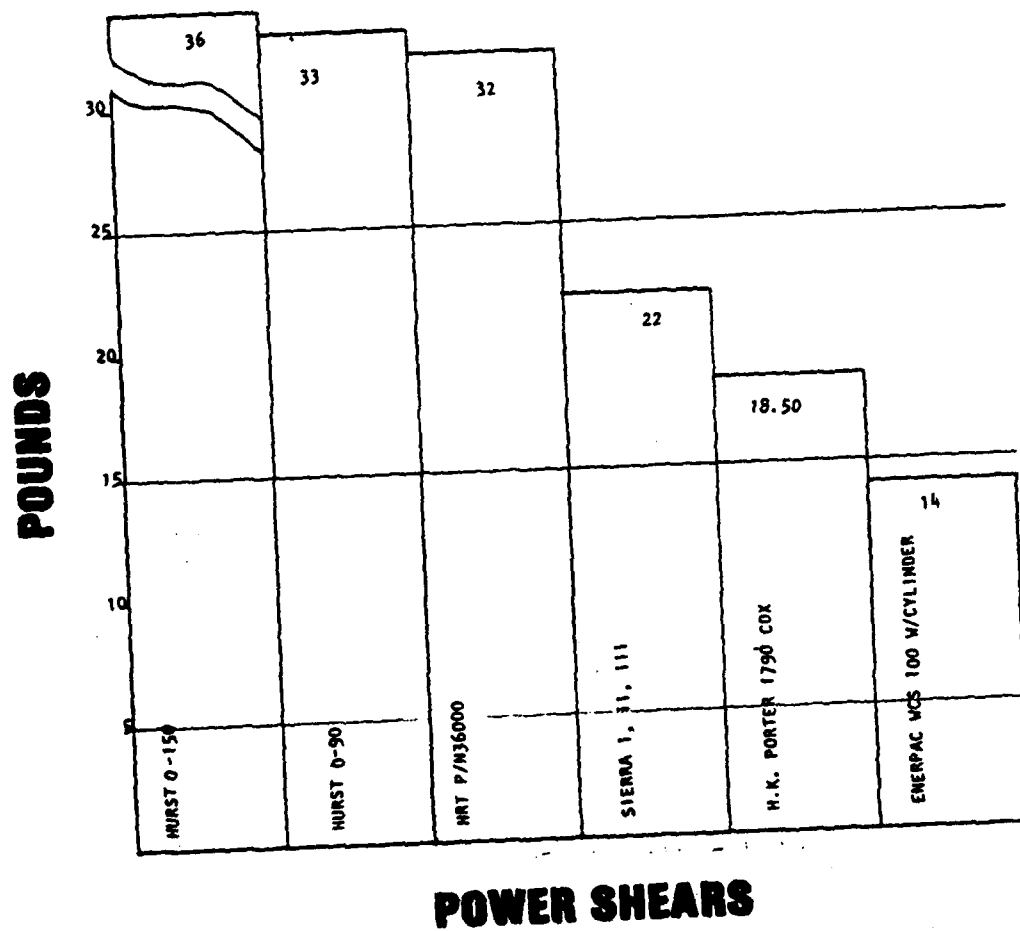 36
33
32
30
25
22
20
18.50
15
14
10
5
POUNDS
HURST O-150
HURST O-90
HRT P/N36000
SIERRA I, II, III
H.K. PORTER 1790 COX
ENERPAC WCS 100 W/CYLINDER
POWER SHEARS